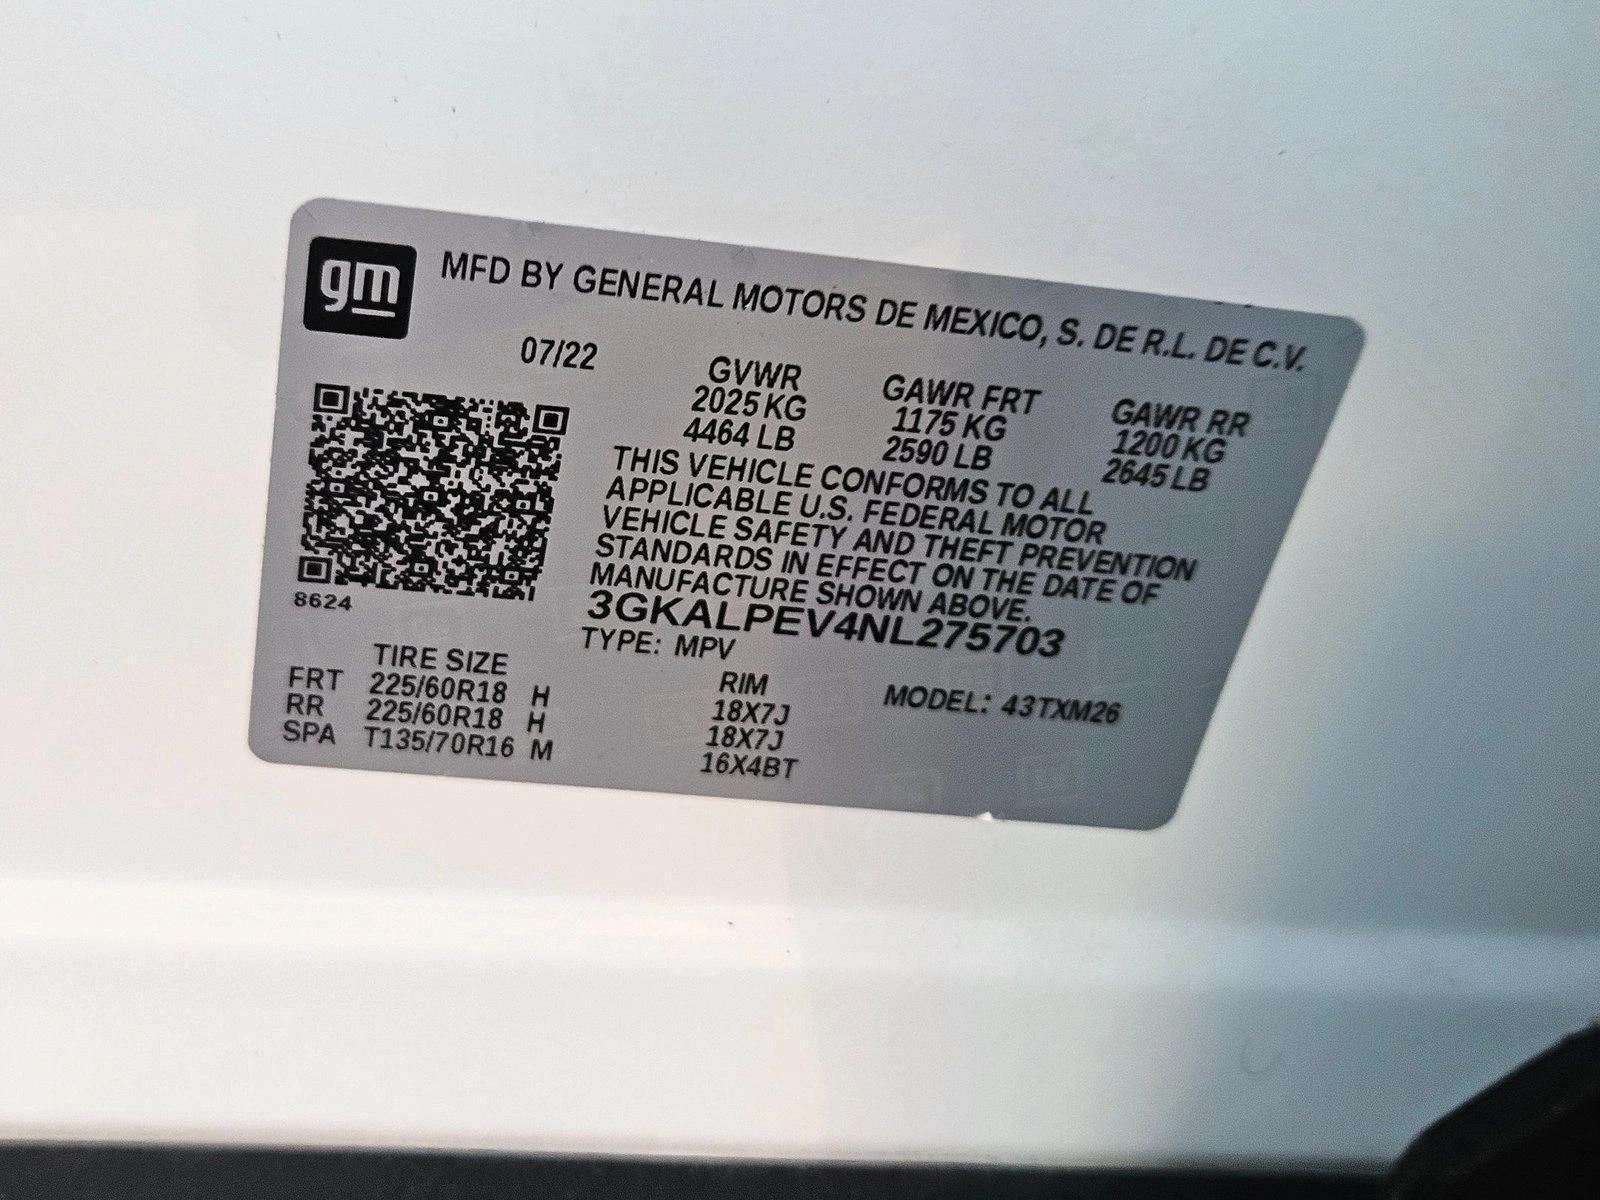 gm
MFD BY GENERAL MOTORS DE MEXICO, S. DE R.L. DE C.V.
07/22
GVWR GAWR FRT GAWR RR
2025 KG 1175 KG 1200 KG
4464 LB 2590 LB 2645 LB
THIS VEHICLE CONFORMS TO ALL
APPLICABLE U.S. FEDERAL MOTOR
VEHICLE SAFETY AND THEFT PREVENTION
STANDARDS IN EFFECT ON THE DATE OF
MANUFACTURE SHOWN ABOVE.
8624
3GKALPEV4NL275703
TYPE: MPV
TIRE SIZE RIM MODEL: 43TXM26
FRT 225/60R18 H 18X7J
RR 225/60R18 H 18X7J
SPA T135/70R16 M 16X4BT